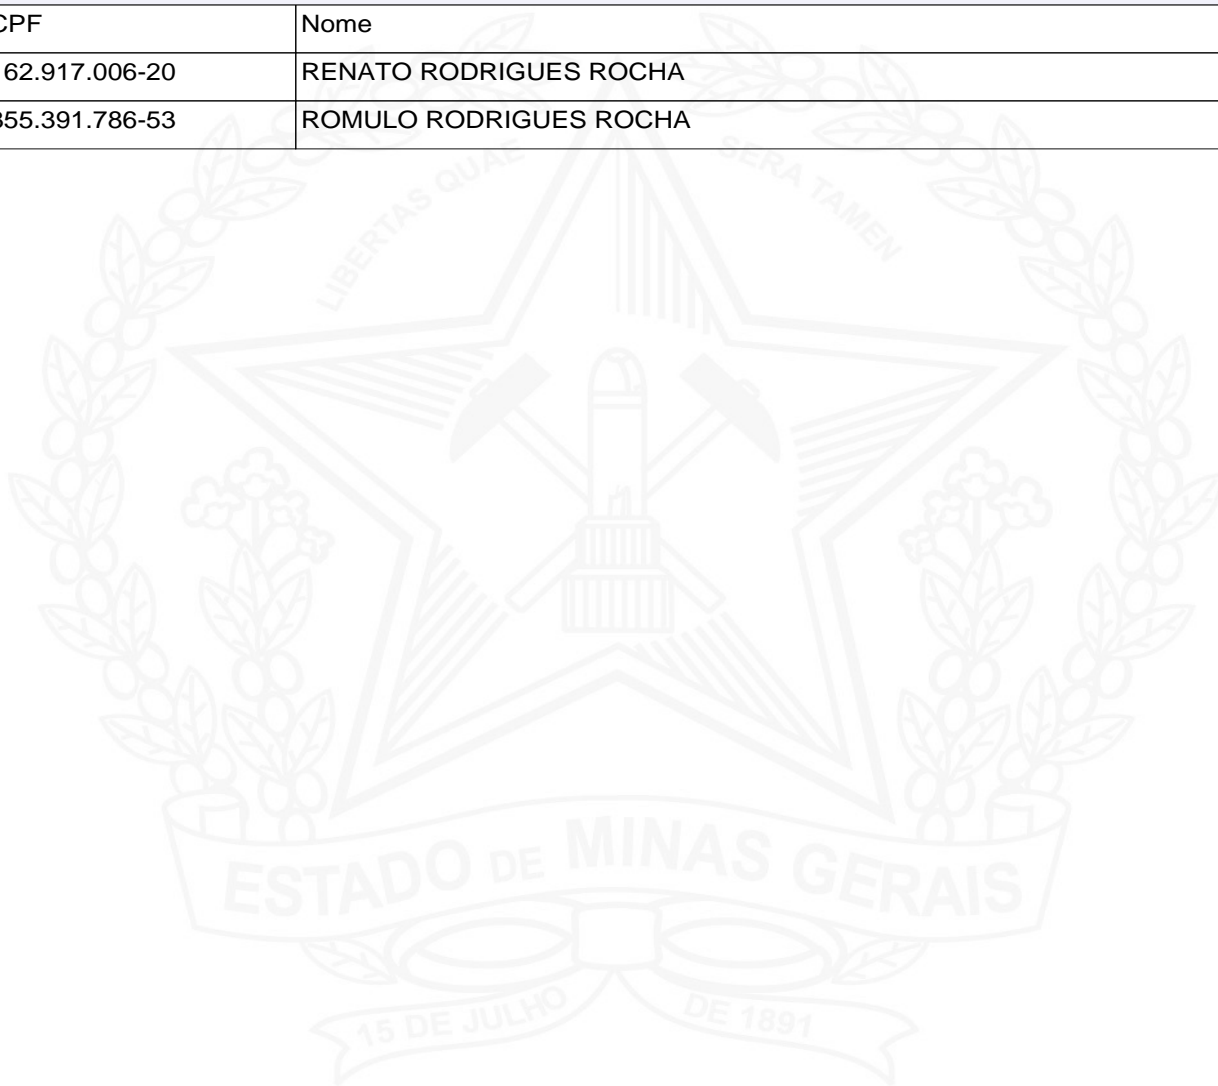 CPF Nome
62.917.006-20 RENATO RODRIGUES ROCHA
855.391.786-53 ROMULO RODRIGUES ROCHA
LIBERTAS QUAE SERA TAMEN
ESTADO DE MINAS GERAIS
15 DE JULHO DE 1891